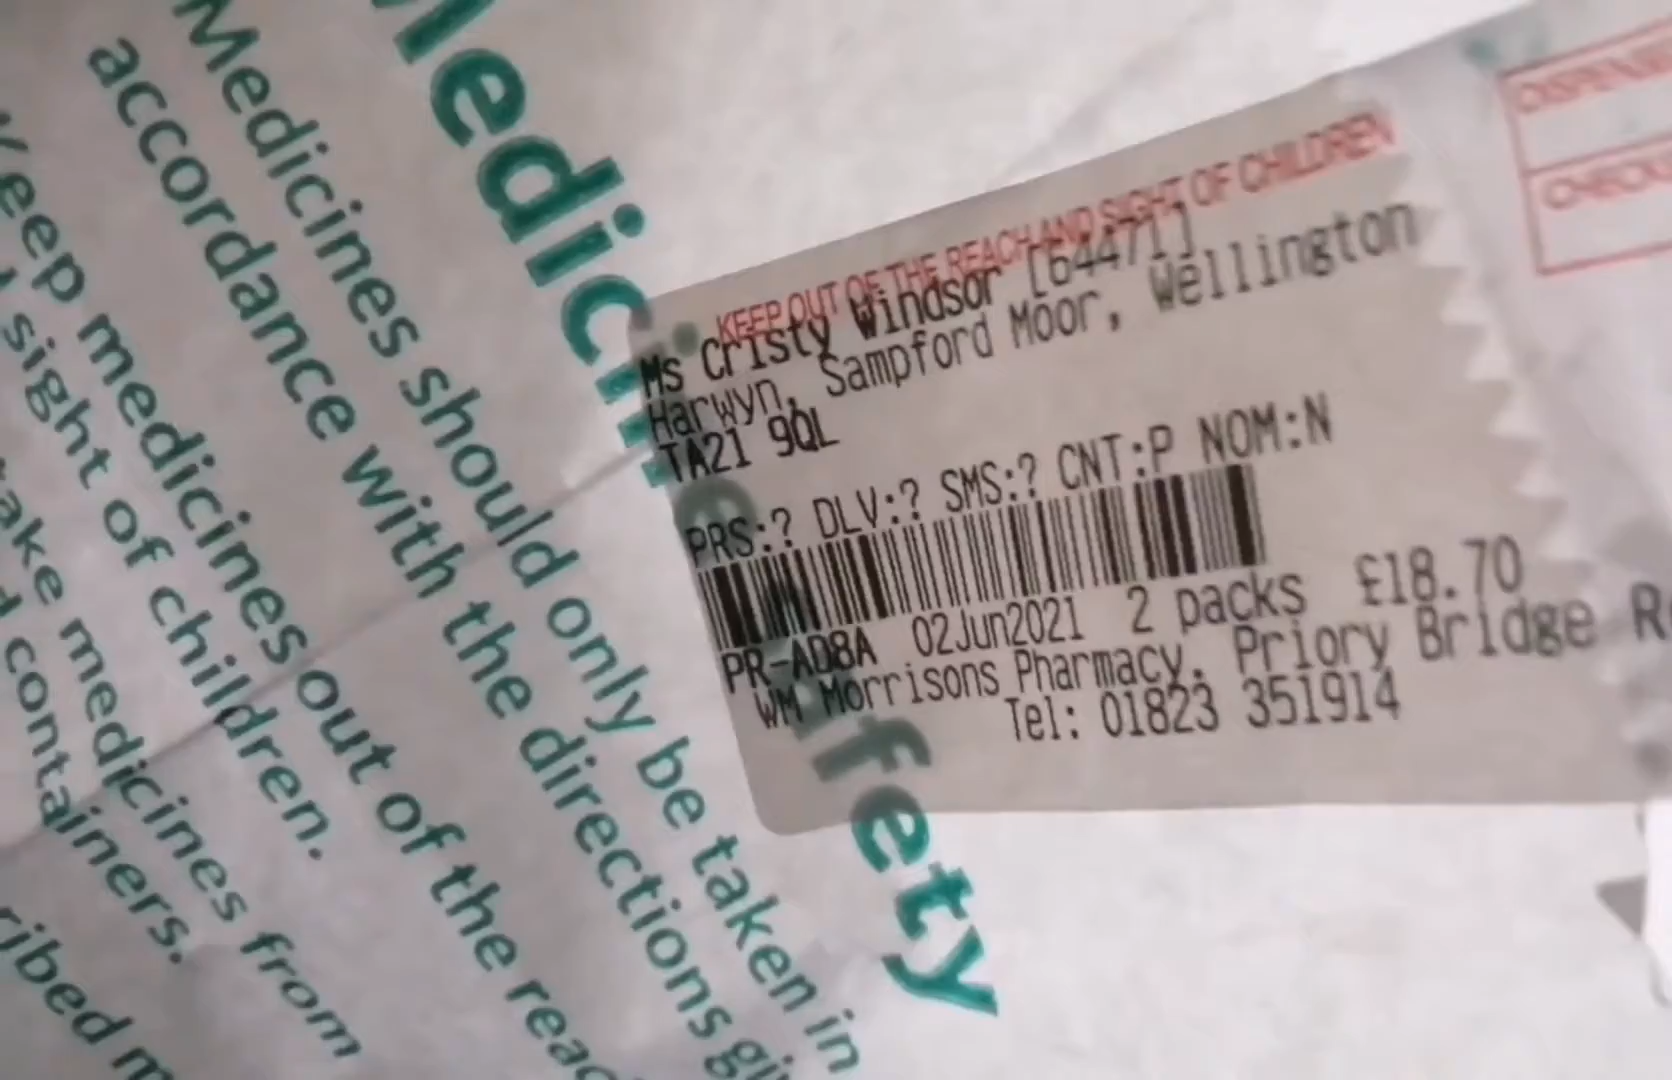 Medicine Safety
Medicines should only be taken in
accordance with the directions
Keep medicines out of the
sight of children.
medicines from
containers.
KEEP OUT OF THE REACH AND SIGHT OF CHILDREN
Ms Cristy Windsor [64471]
Harwyn, Sampford Moor, Wellington
TA21 9QL
PRS:? DLV:? SMS:? CNT:P NOM:N
PR-AD8A 02Jun2021 2 packs £18.70
WM Morrisons Pharmacy, Priory Bridge
Tel: 01823 351914